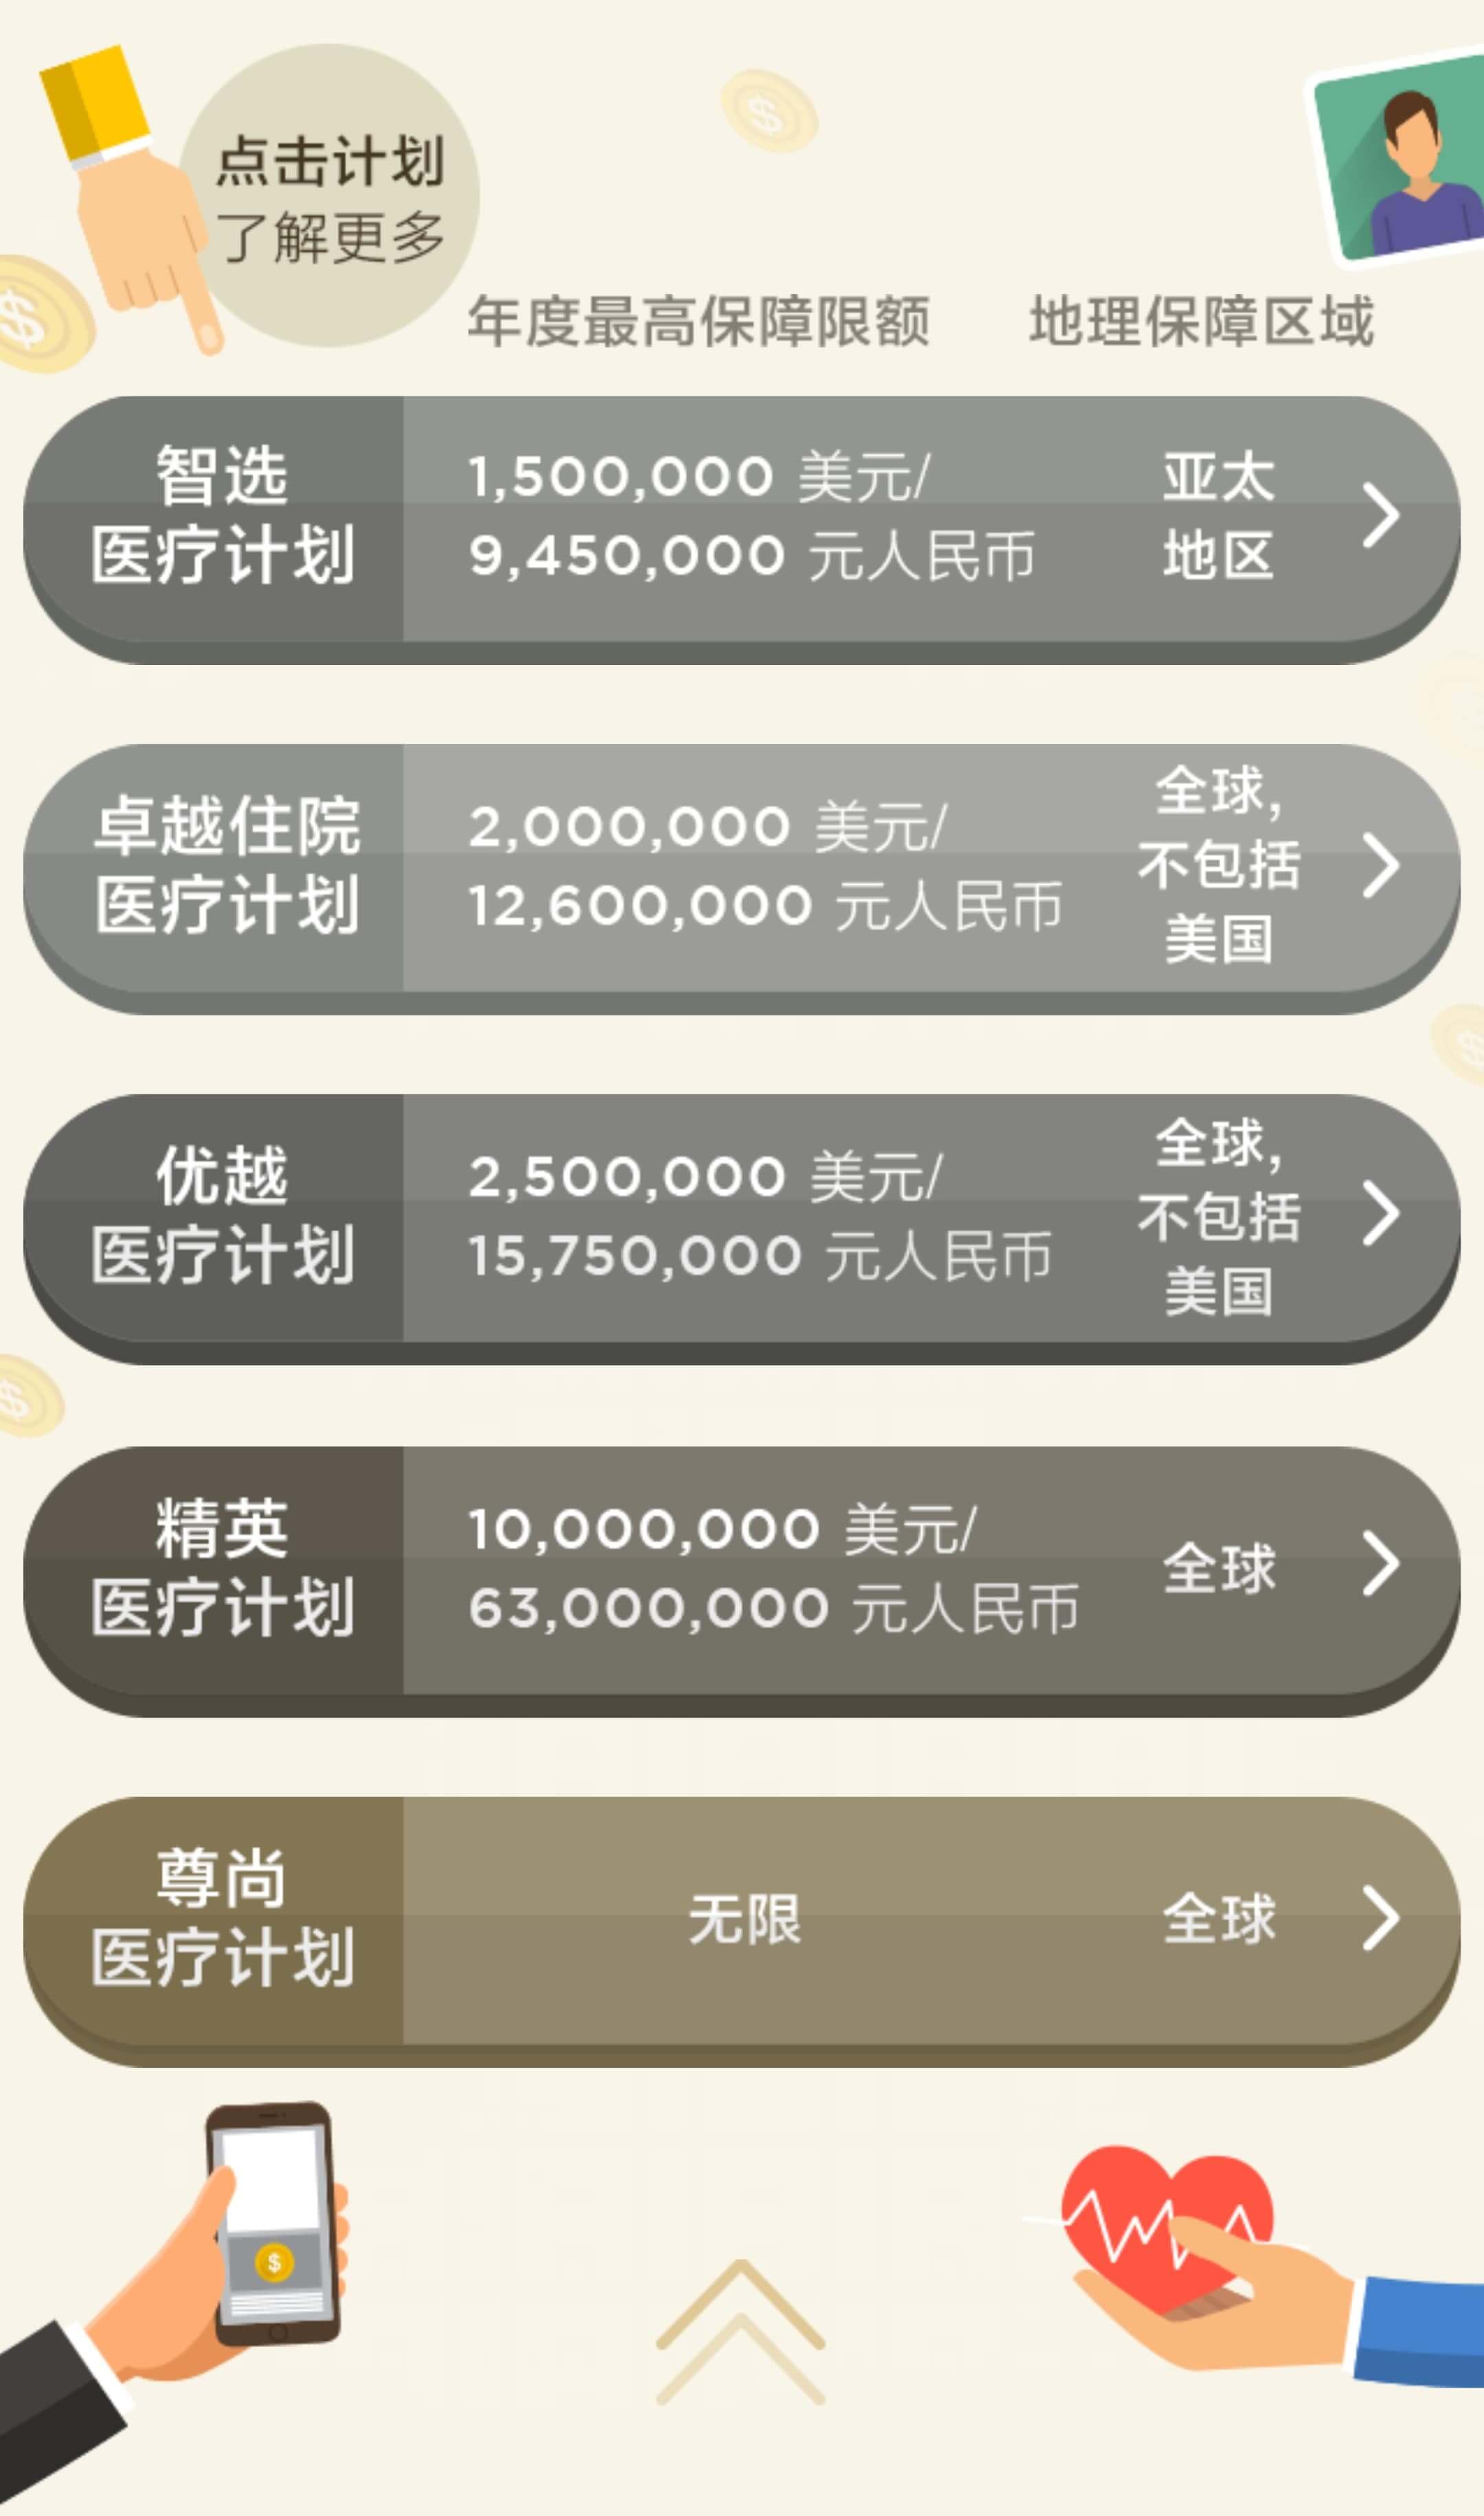 点击计划
了解更多
年度最高保障限额 地理保障区域
智选
医疗计划
1,500,000 美元/
9,450,000 元人民币
亚太
地区
卓越住院
医疗计划
2,000,000 美元/
12,600,000 元人民币
全球,
不包括
美国
优越
医疗计划
2,500,000 美元/
15,750,000 元人民币
全球,
不包括
美国
精英
医疗计划
10,000,000 美元/
63,000,000 元人民币
全球
尊尚
医疗计划
无限
全球